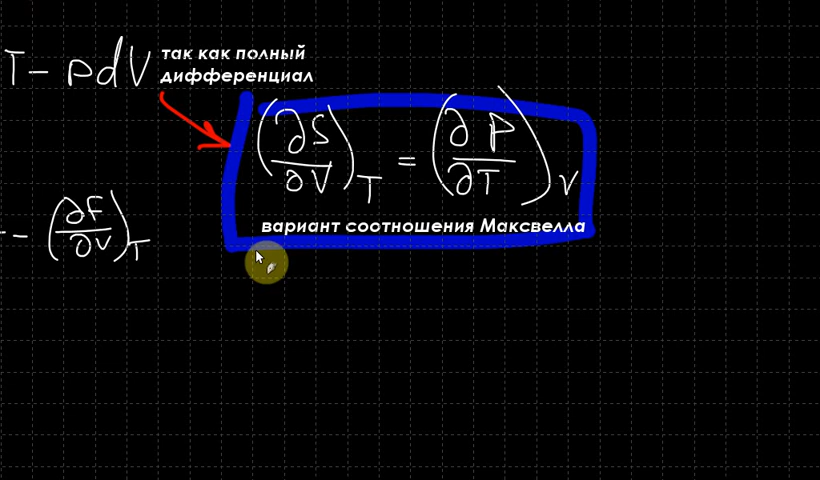 T - pdV
так как полный
дифференциал
(∂S/∂V)_T = (∂P/∂T)_V
- (∂F/∂V)_T
вариант соотношения Максвелла